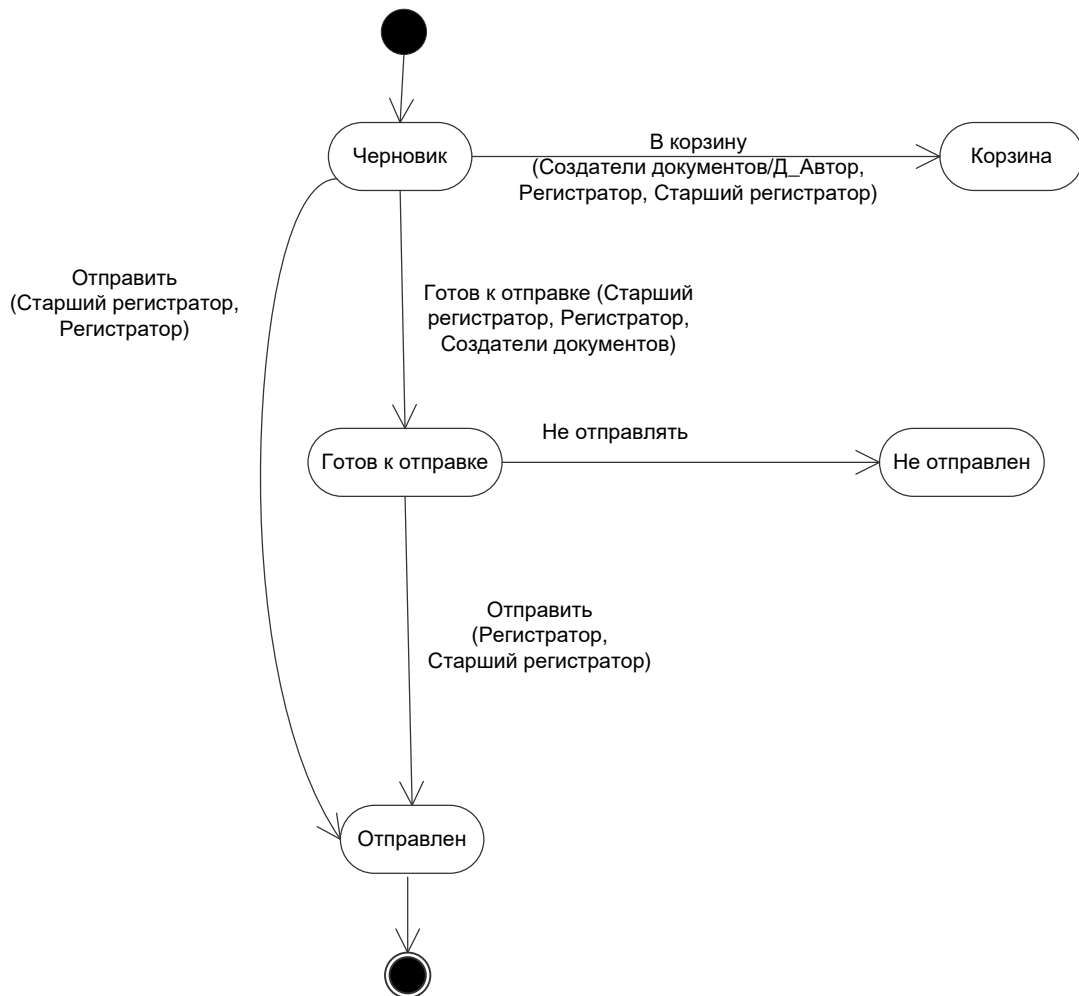 Черновик
В корзину
(Создатели документов/Д_Автор,
Регистратор, Старший регистратор)
Корзина
Отправить
(Старший регистратор,
Регистратор)
Готов к отправке (Старший
регистратор, Регистратор,
Создатели документов)
Готов к отправке
Не отправлять
Не отправлен
Отправить
(Регистратор,
Старший регистратор)
Отправлен